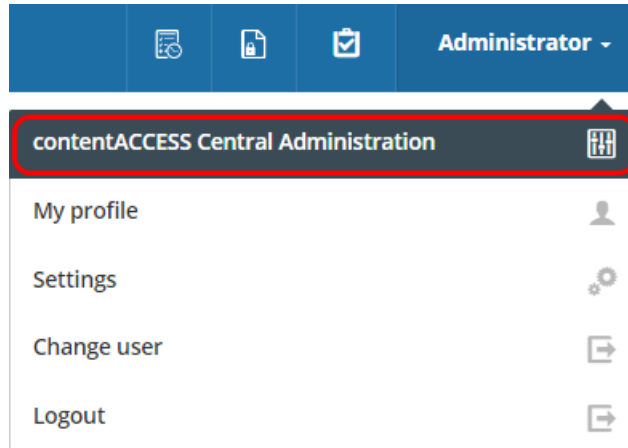 Administrator
contentACCESS Central Administration
My profile
Settings
Change user
Logout